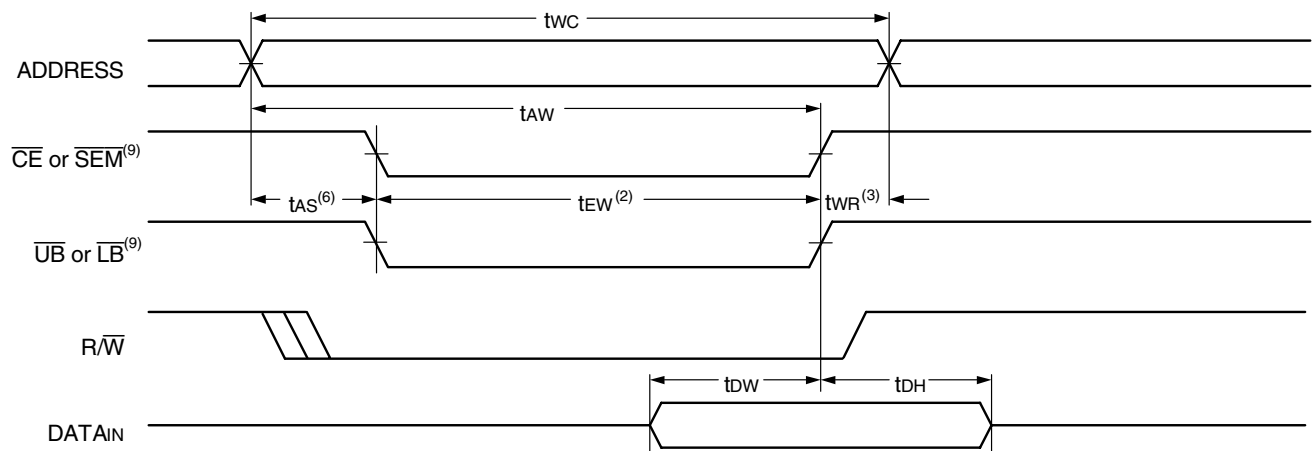 tWC
ADDRESS
tAW
CE or SEM(9)
tAS(6) tEW(2) tWR(3)
UB or LB(9)
R/W
tDW tDH
DATAIN